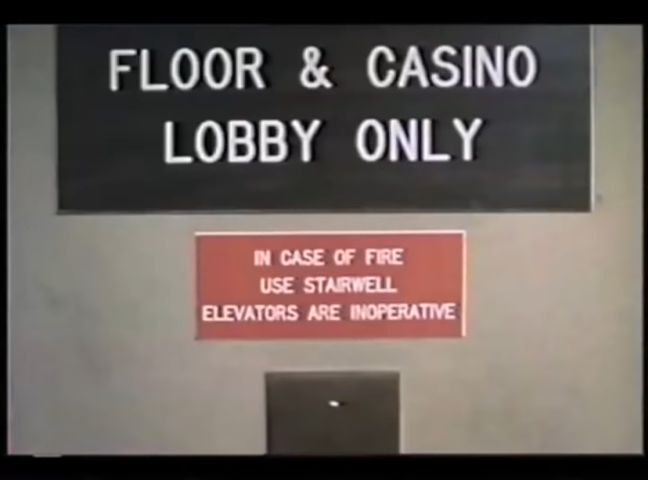 FLOOR & CASINO
LOBBY ONLY
IN CASE OF FIRE
USE STAIRWELL
ELEVATORS ARE INOPERATIVE